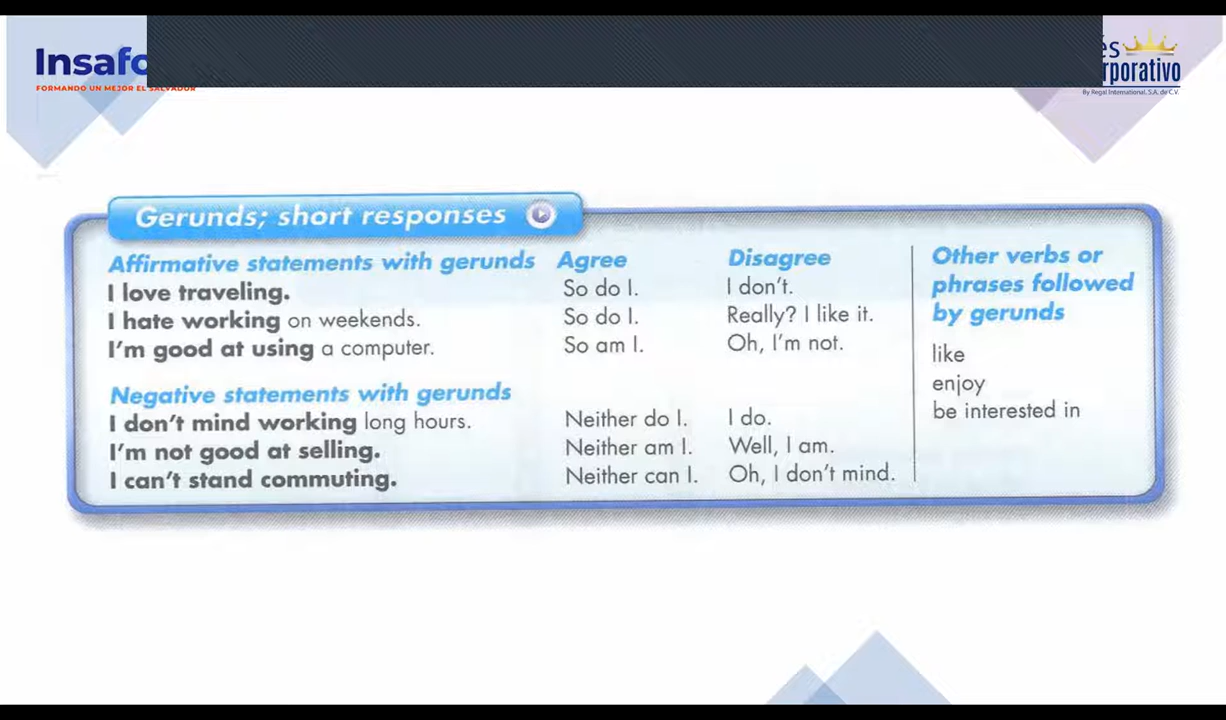 FORMANDO UN MEJOR EL SALVADOR
By Regal International, S.A. de C.V.
Gerunds; short responses
Affirmative statements with gerunds Agree Disagree
I love traveling. So do I. I don't.
I hate working on weekends. So do I. Really? I like it.
I'm good at using a computer. So am I. Oh, I'm not.
Negative statements with gerunds
I don't mind working long hours. Neither do I. I do.
I'm not good at selling. Neither am I. Well, I am.
I can't stand commuting. Neither can I. Oh, I don't mind.
Other verbs or
phrases followed
by gerunds
like
enjoy
be interested in